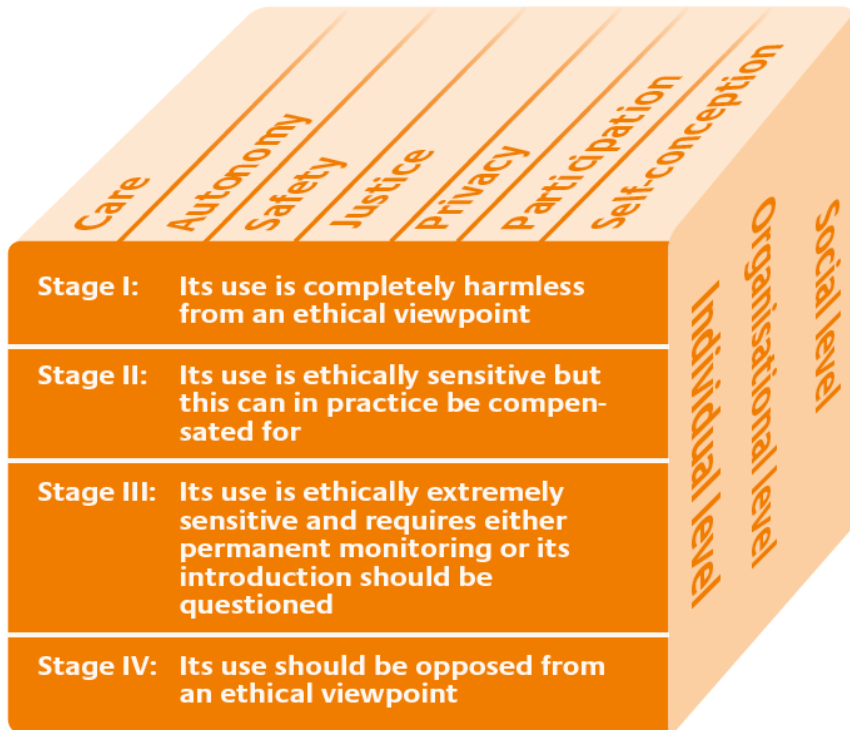 Care
Autonomy
Safety
Justice
Privacy
Participation
Self-conception
Stage I: Its use is completely harmless
from an ethical viewpoint
Stage II: Its use is ethically sensitive but
this can in practice be compen-
sated for
Stage III: Its use is ethically extremely
sensitive and requires either
permanent monitoring or its
introduction should be
questioned
Stage IV: Its use should be opposed from
an ethical viewpoint
Individual level
Organisational level
Social level